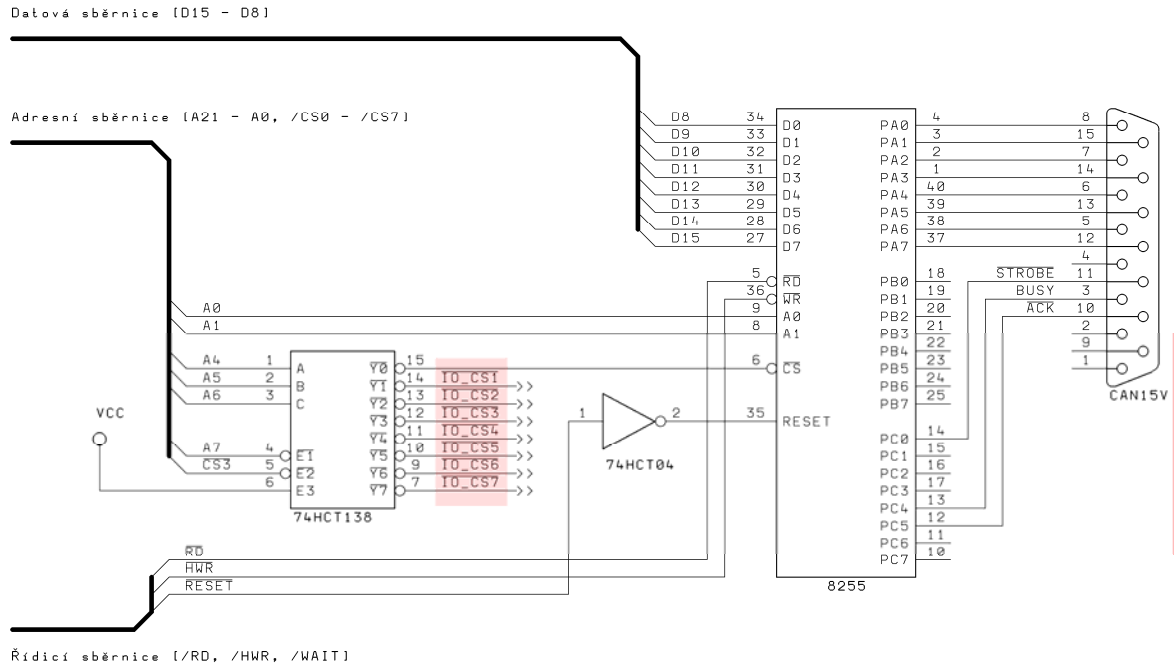 Datová sběrnice [D15 - D8]
Adresní sběrnice [A21 - A0, /CS0 - /CS7]
D8 34 D0 PA0 4 8
D9 33 D1 PA1 3 15
D10 32 D2 PA2 2 7
D11 31 D3 PA3 1 14
D12 30 D4 PA4 40 6
D13 29 D5 PA5 39 13
D14 28 D6 PA6 38 5
D15 27 D7 PA7 37 12
4
5 RD PB0 18 STROBE 11
36 WR PB1 19 BUSY 3
A0 9 A0 PB2 20 ACK 10
A1 8 A1 PB3 21 2
PB4 22 9
A4 1 A Y0 15 6 CS PB5 23 1
A5 2 B Y1 14 IO_CS1 PB6 24
A6 3 C Y2 13 IO_CS2 PB7 25
CAN15V
VCC
Y3 12 IO_CS3 1 2 35 RESET
Y4 11 IO_CS4 PC0 14
A7 4 E1 Y5 10 IO_CS5 PC1 15
CS3 5 E2 Y6 9 IO_CS6 74HCT04 PC2 16
6 E3 Y7 7 IO_CS7 PC3 17
74HCT138
PC4 13
PC5 12
PC6 11
PC7 10
RD
HWR
RESET
8255
Řídicí sběrnice [/RD, /HWR, /WAIT]